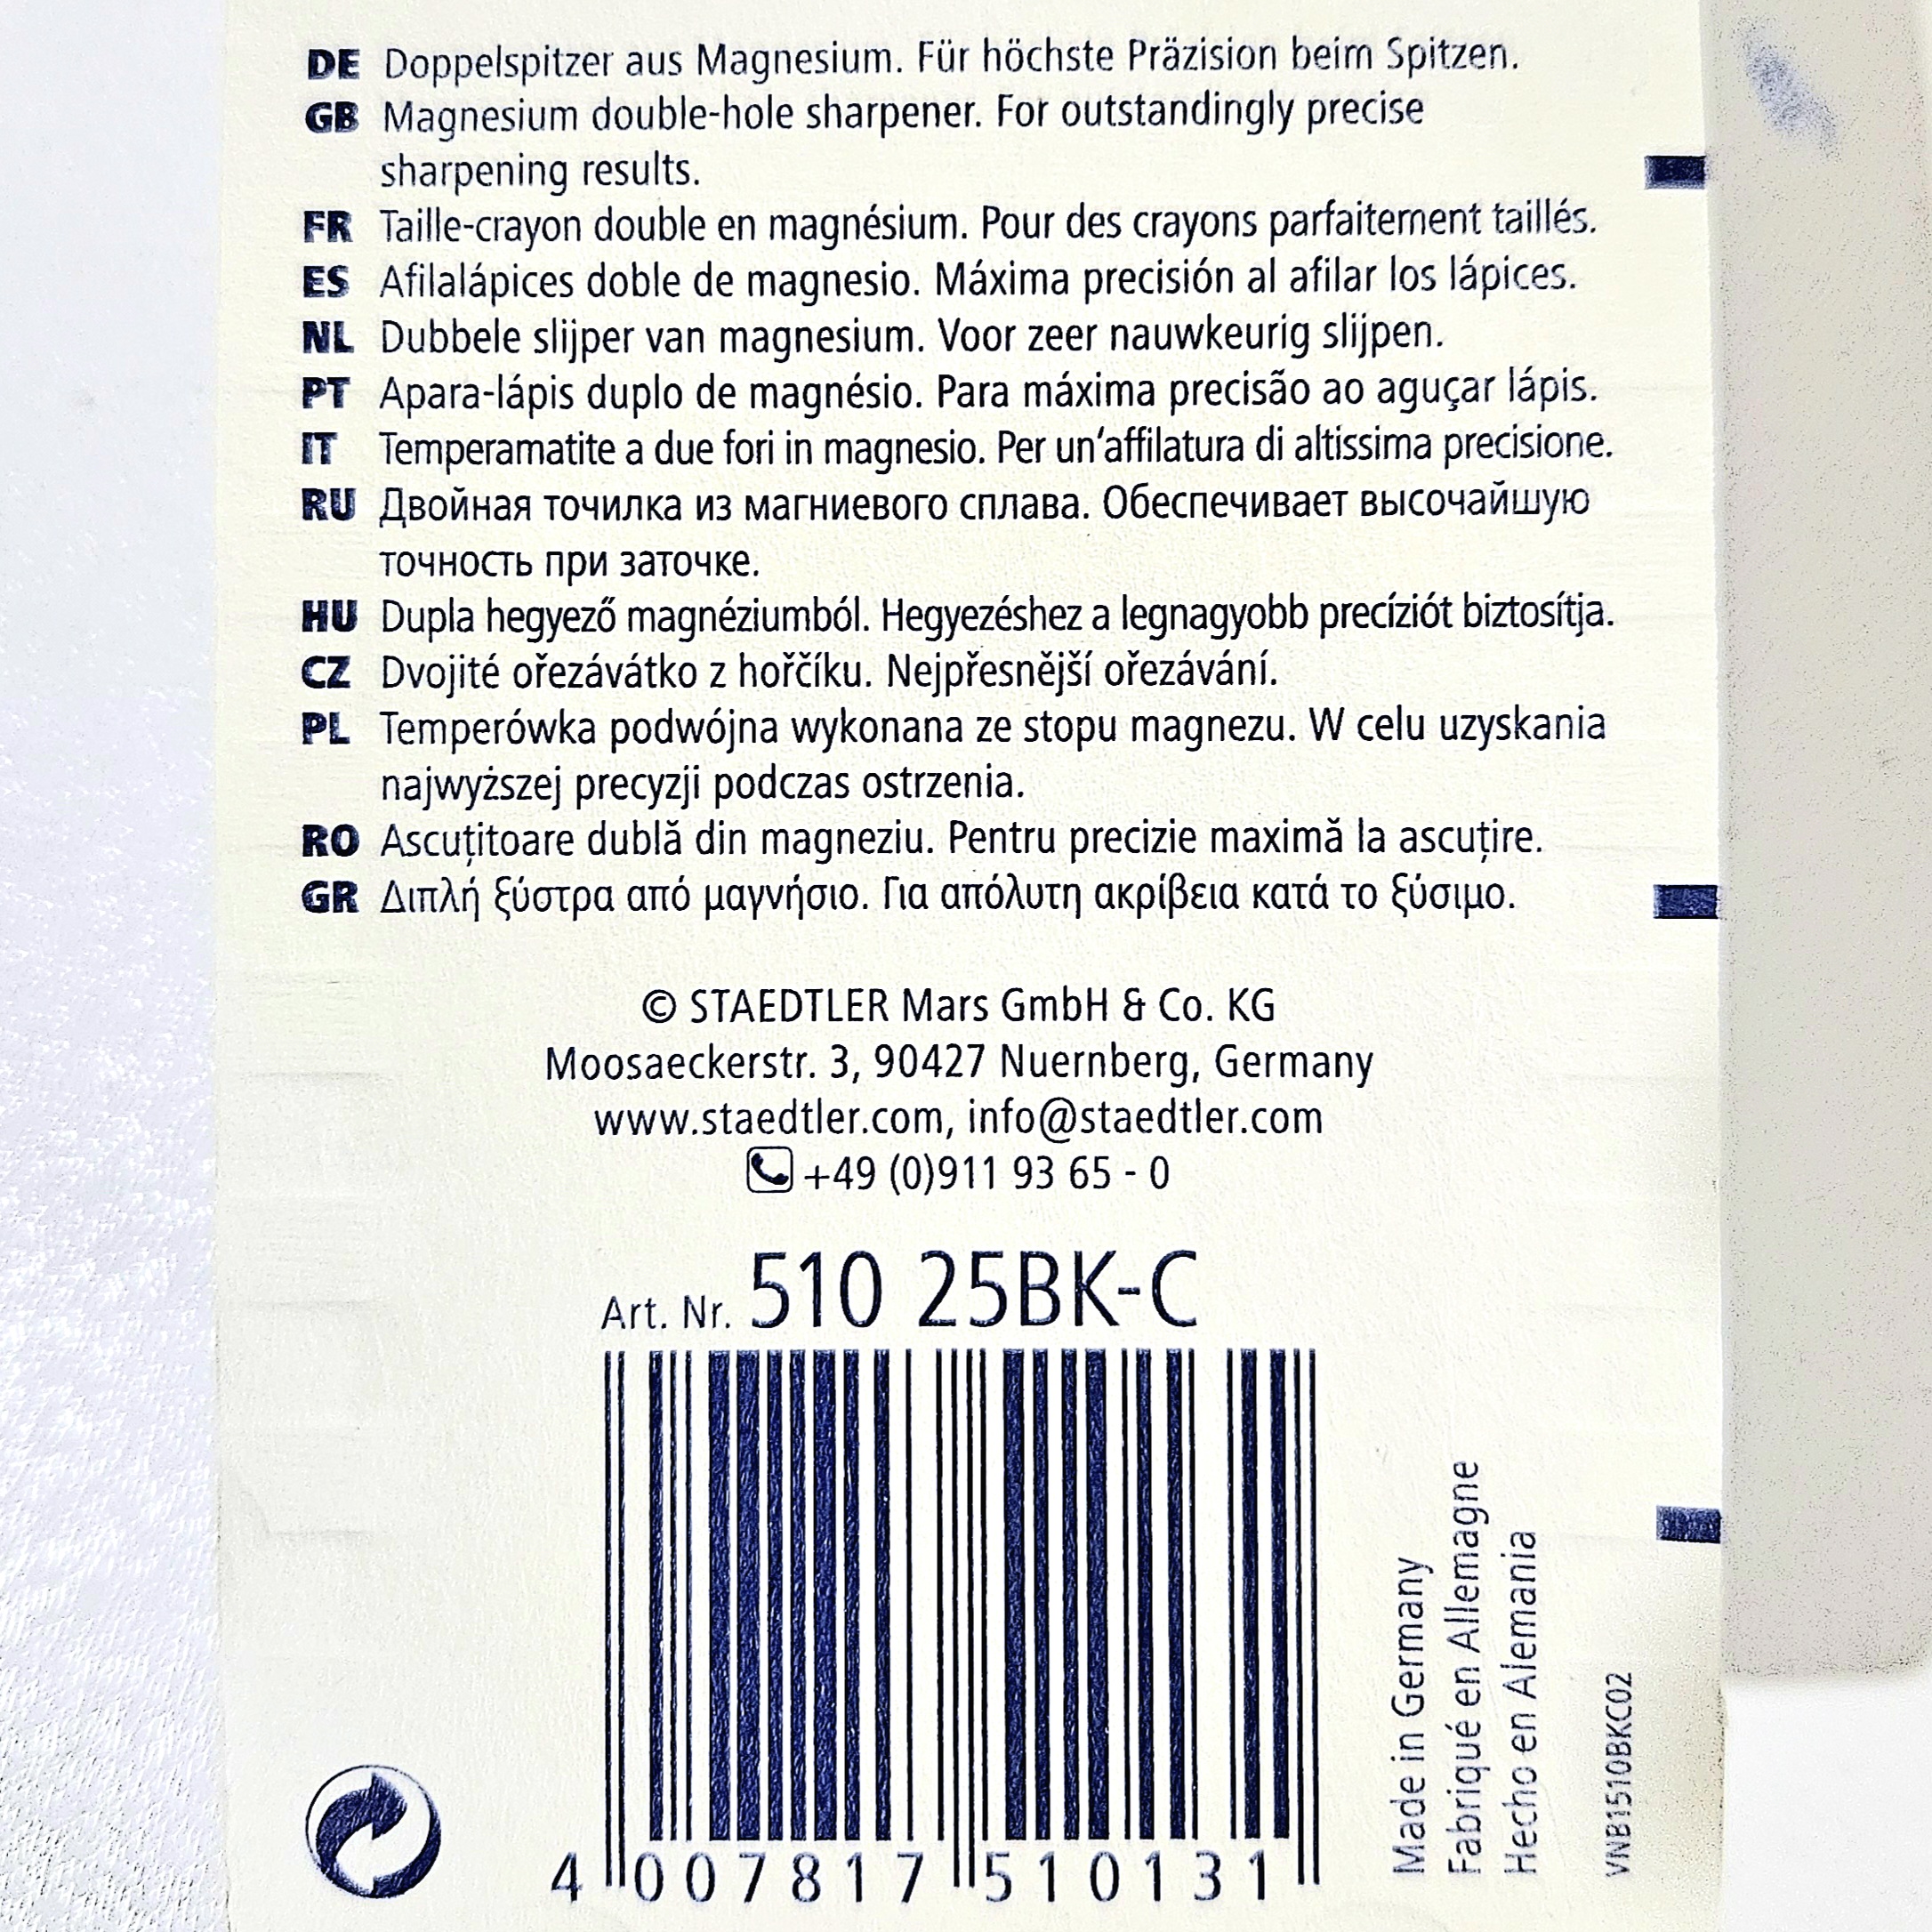 DE Doppelspitzer aus Magnesium. Für höchste Präzision beim Spitzen.
GB Magnesium double-hole sharpener. For outstandingly precise
sharpening results.
FR Taille-crayon double en magnésium. Pour des crayons parfaitement taillés.
ES Afilalápices doble de magnesio. Máxima precisión al afilar los lápices.
NL Dubbele slijper van magnesium. Voor zeer nauwkeurig slijpen.
PT Apara-lápis duplo de magnésio. Para máxima precisão ao aguçar lápis.
IT Temperamatite a due fori in magnesio. Per un‘affilatura di altissima precisione.
RU Двойная точилка из магниевого сплава. Обеспечивает высочайшую
точность при заточке.
HU Dupla hegyező magnéziumból. Hegyezéshez a legnagyobb precíziót biztosítja.
CZ Dvojité ořezávátko z hořčíku. Nejpřesnější ořezávání.
PL Temperówka podwójna wykonana ze stopu magnezu. W celu uzyskania
najwyższej precyzji podczas ostrzenia.
RO Ascuțitoare dublă din magneziu. Pentru precizie maximă la ascuțire.
GR Διπλή ξύστρα από μαγνήσιο. Για απόλυτη ακρίβεια κατά το ξύσιμο.
© STAEDTLER Mars GmbH & Co. KG
Moosaeckerstr. 3, 90427 Nuernberg, Germany
www.staedtler.com, info@staedtler.com
+49 (0)911 93 65 - 0
Art. Nr. 510 25BK-C
4 007817 510131
Made in Germany
Fabriqué en Allemagne
Hecho en Alemania
VNB1510BKC02